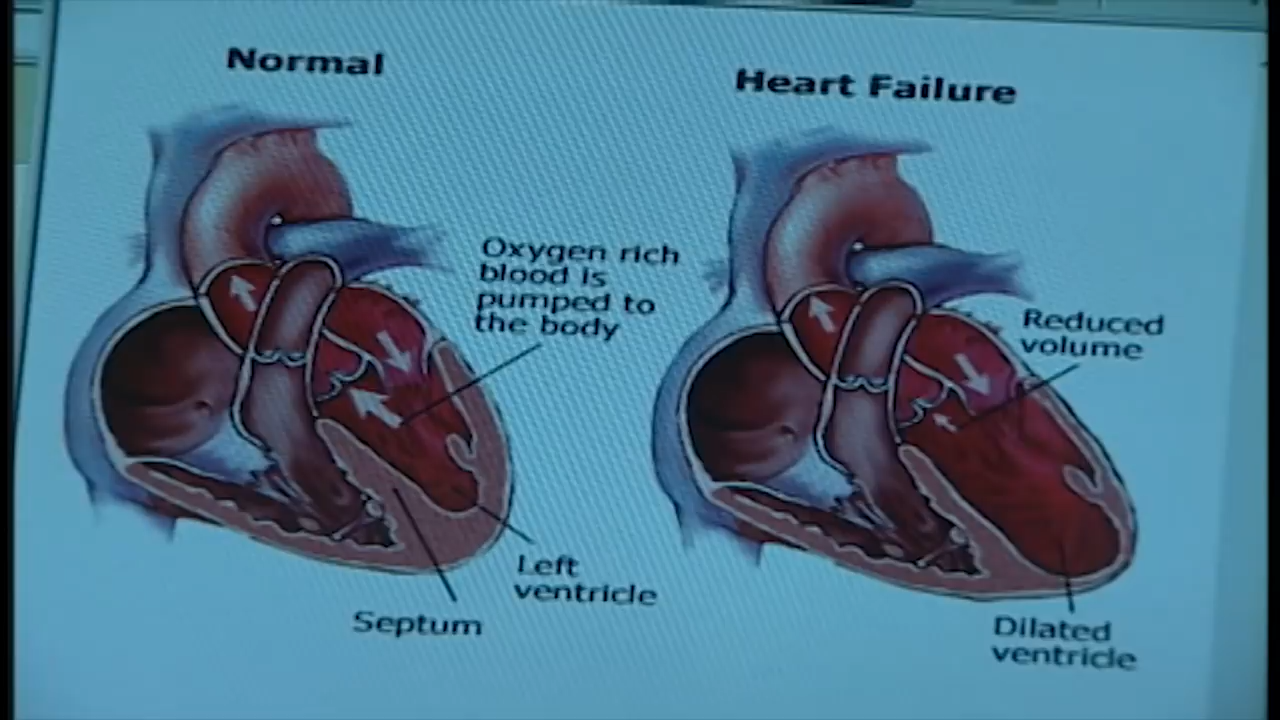 Normal
Heart Failure
Oxygen rich
blood is
pumped to
the body
Reduced
volume
Left
ventricle
Septum
Dilated
ventricle